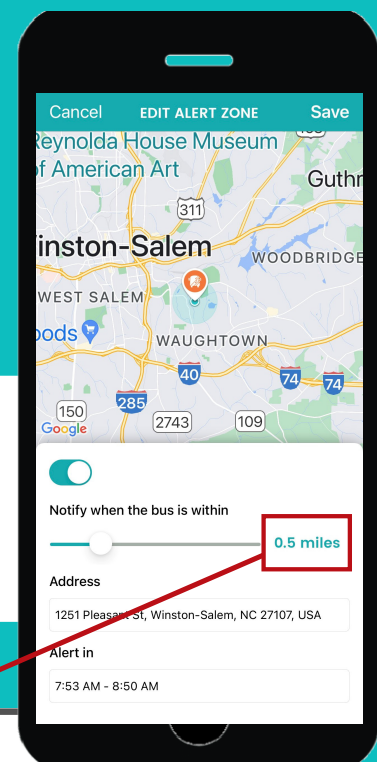 Cancel EDIT ALERT ZONE Save
Reynolda House Museum
of American Art
Guthr
311
inston-Salem
WOODBRIDGE
WEST SALEM
oods
WAUGHTOWN
40
74 74
285
150
2743
109
Google
Notify when the bus is within
0.5 miles
Address
1251 Pleasant St, Winston-Salem, NC 27107, USA
Alert in
7:53 AM - 8:50 AM